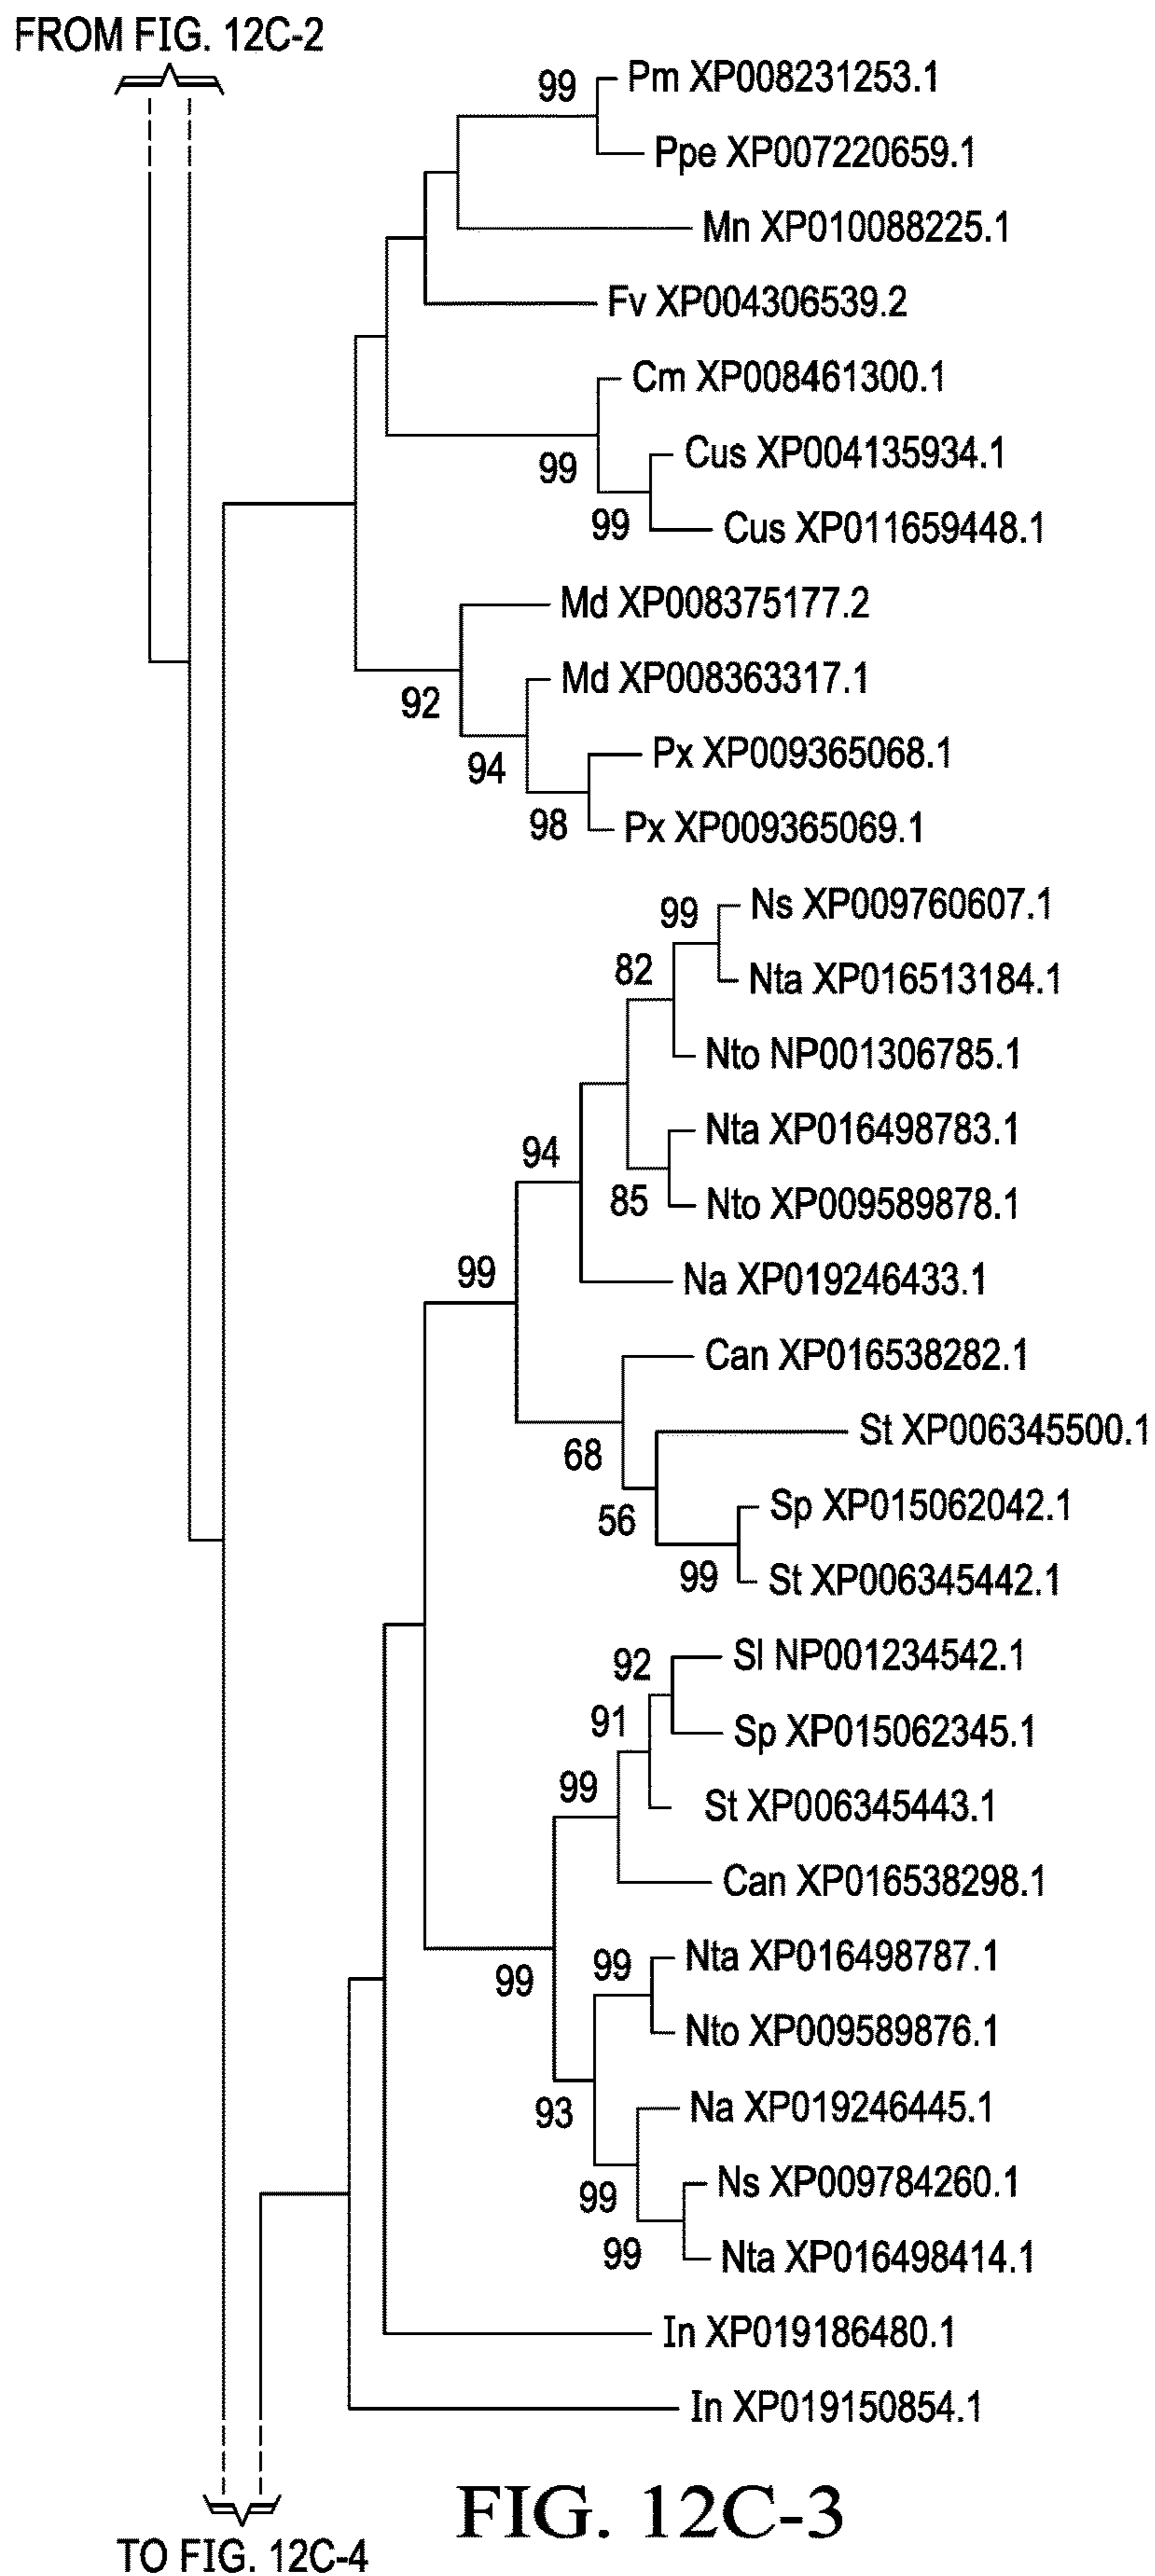 FROM FIG. 12C-2
99
Pm XP008231253.1
Ppe XP007220659.1
Mn XP010088225.1
Fv XP004306539.2
Cm XP008461300.1
99
Cus XP004135934.1
99
Cus XP011659448.1
Md XP008375177.2
92
Md XP008363317.1
94
Px XP009365068.1
98
Px XP009365069.1
99
Ns XP009760607.1
82
Nta XP016513184.1
Nto NP001306785.1
94
Nta XP016498783.1
85
Nto XP009589878.1
99
Na XP019246433.1
Can XP016538282.1
68
St XP006345500.1
56
Sp XP015062042.1
99
St XP006345442.1
92
Sl NP001234542.1
91
Sp XP015062345.1
99
St XP006345443.1
Can XP016538298.1
99
99
Nta XP016498787.1
Nto XP009589876.1
93
Na XP019246445.1
99
Ns XP009784260.1
99
Nta XP016498414.1
In XP019186480.1
In XP019150854.1
FIG. 12C-3
TO FIG. 12C-4